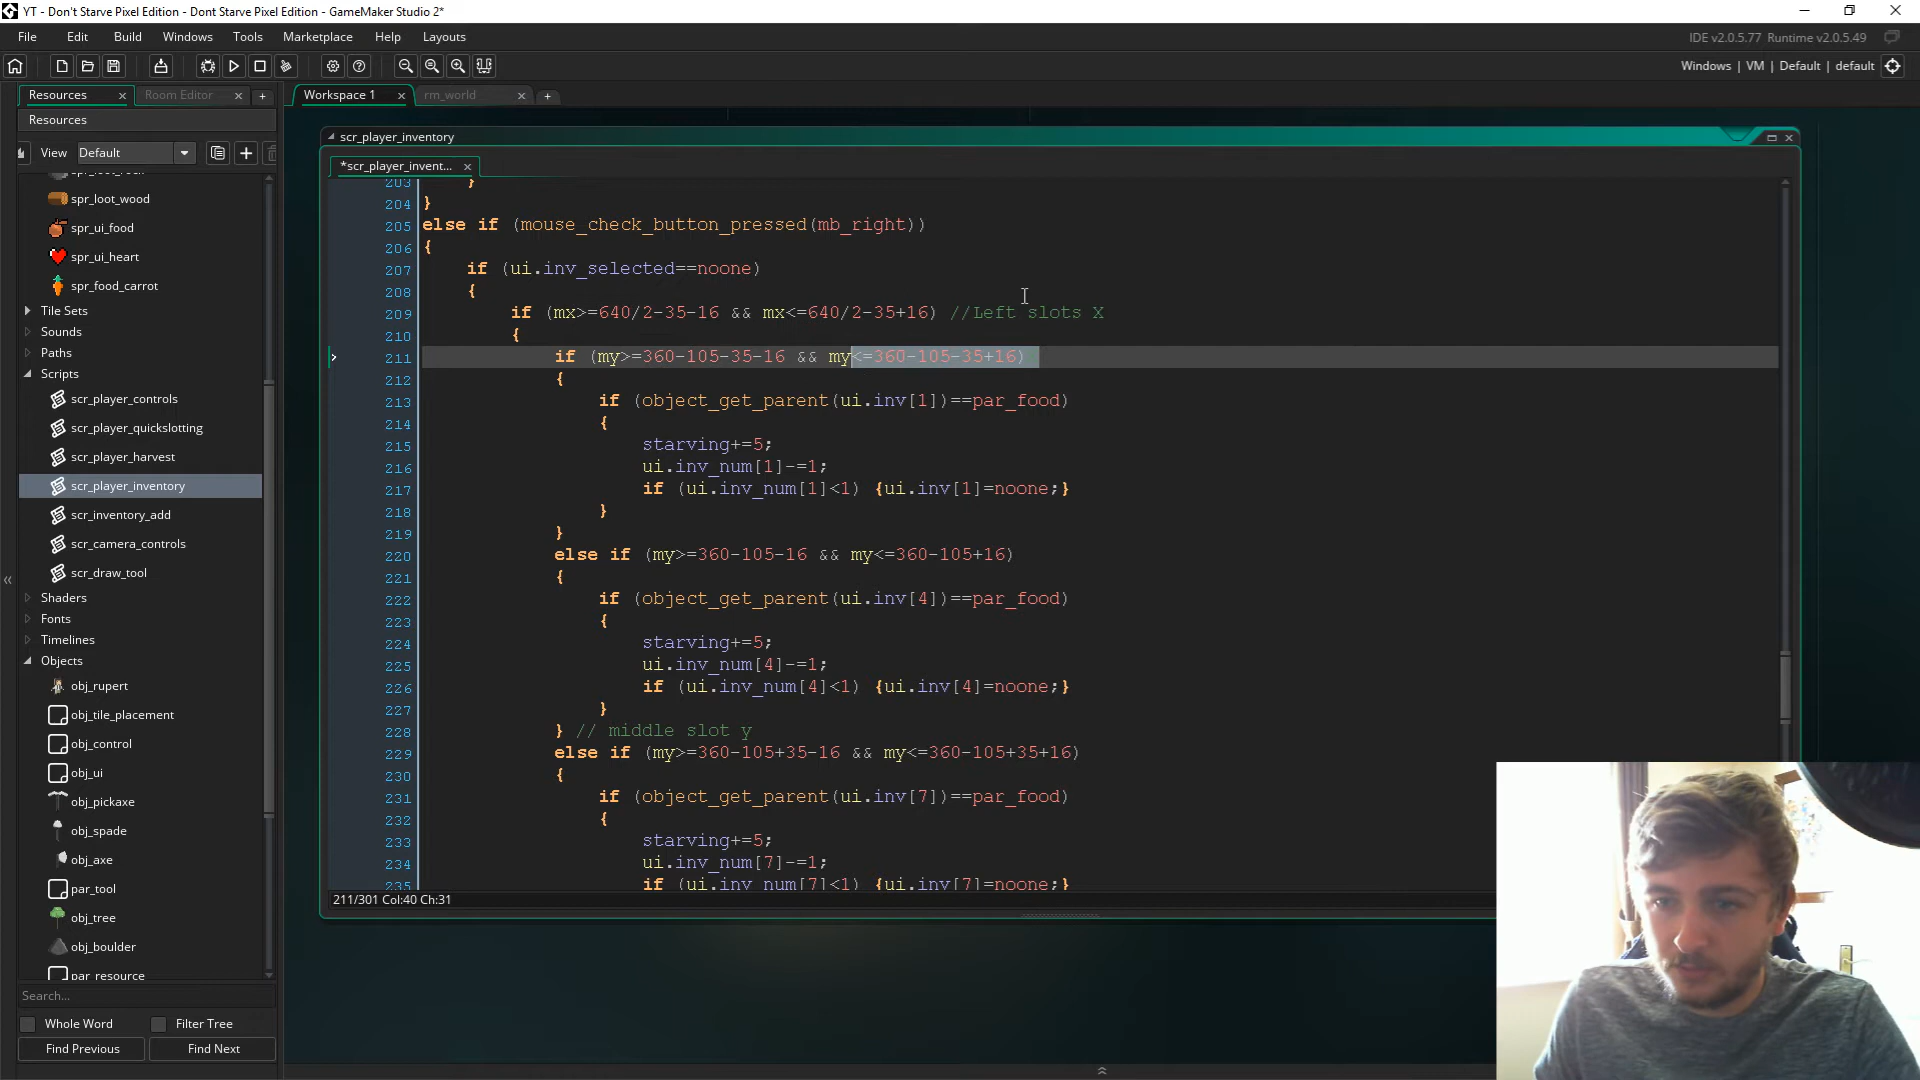 YT - Don't Starve Pixel Edition - Dont Starve Pixel Edition - GameMaker Studio 2*
File Edit Build Windows Tools Marketplace Help Layouts
IDE v2.0.5.77 Runtime v2.0.5.49
Windows | VM | Default | default
Resources Room Editor
Workspace 1 rm_world
Resources
View Default
spr_loot_rock
spr_loot_wood
spr_ui_food
spr_ui_heart
spr_food_carrot
Tile Sets
Sounds
Paths
Scripts
scr_player_controls
scr_player_quickslotting
scr_player_harvest
scr_player_inventory
scr_inventory_add
scr_camera_controls
scr_draw_tool
Shaders
Fonts
Timelines
Objects
obj_rupert
obj_tile_placement
obj_control
obj_ui
obj_pickaxe
obj_spade
obj_axe
par_tool
obj_tree
obj_boulder
par_resource
Search...
Whole Word Filter Tree
Find Previous Find Next
scr_player_inventory
*scr_player_invent...
203 }
204 }
205 else if (mouse_check_button_pressed(mb_right))
206 {
207 if (ui.inv_selected==noone)
208 {
209 if (mx>=640/2-35-16 && mx<=640/2-35+16) //Left slots X
210 {
211 if (my>=360-105-35-16 && my<=360-105-35+16)
212 {
213 if (object_get_parent(ui.inv[1])==par_food)
214 {
215 starving+=5;
216 ui.inv_num[1]-=1;
217 if (ui.inv_num[1]<1) {ui.inv[1]=noone;}
218 }
219 }
220 else if (my>=360-105-16 && my<=360-105+16)
221 {
222 if (object_get_parent(ui.inv[4])==par_food)
223 {
224 starving+=5;
225 ui.inv_num[4]-=1;
226 if (ui.inv_num[4]<1) {ui.inv[4]=noone;}
227 }
228 } // middle slot y
229 else if (my>=360-105+35-16 && my<=360-105+35+16)
230 {
231 if (object_get_parent(ui.inv[7])==par_food)
232 {
233 starving+=5;
234 ui.inv_num[7]-=1;
235 if (ui.inv_num[7]<1) {ui.inv[7]=noone;}
211/301 Col:40 Ch:31